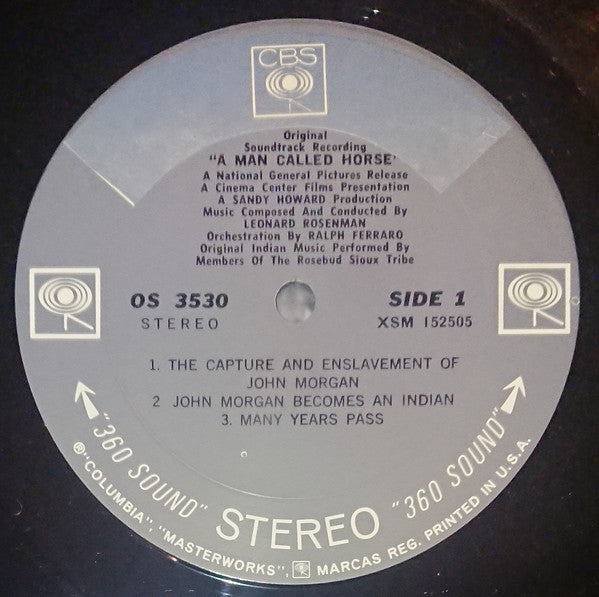 CBS
Original
Soundtrack Recording
"A MAN CALLED HORSE'
A National General Pictures Release
A Cinema Center Films Presentation
A SANDY HOWARD Production
Music Composed And Conducted By
LEONARD ROSENMAN
Orchestration By RALPH FERRARO
Original Indian Music Performed By
Members Of The Rosebud Sioux Tribe
OS 3530 SIDE 1
STEREO XSM 152505
1. THE CAPTURE AND ENSLAVEMENT OF
JOHN MORGAN
2 JOHN MORGAN BECOMES AN INDIAN
3. MANY YEARS PASS
"360 SOUND" STEREO "360 SOUND"
®"COLUMBIA", "MASTERWORKS", MARCAS REG. PRINTED IN U.S.A.